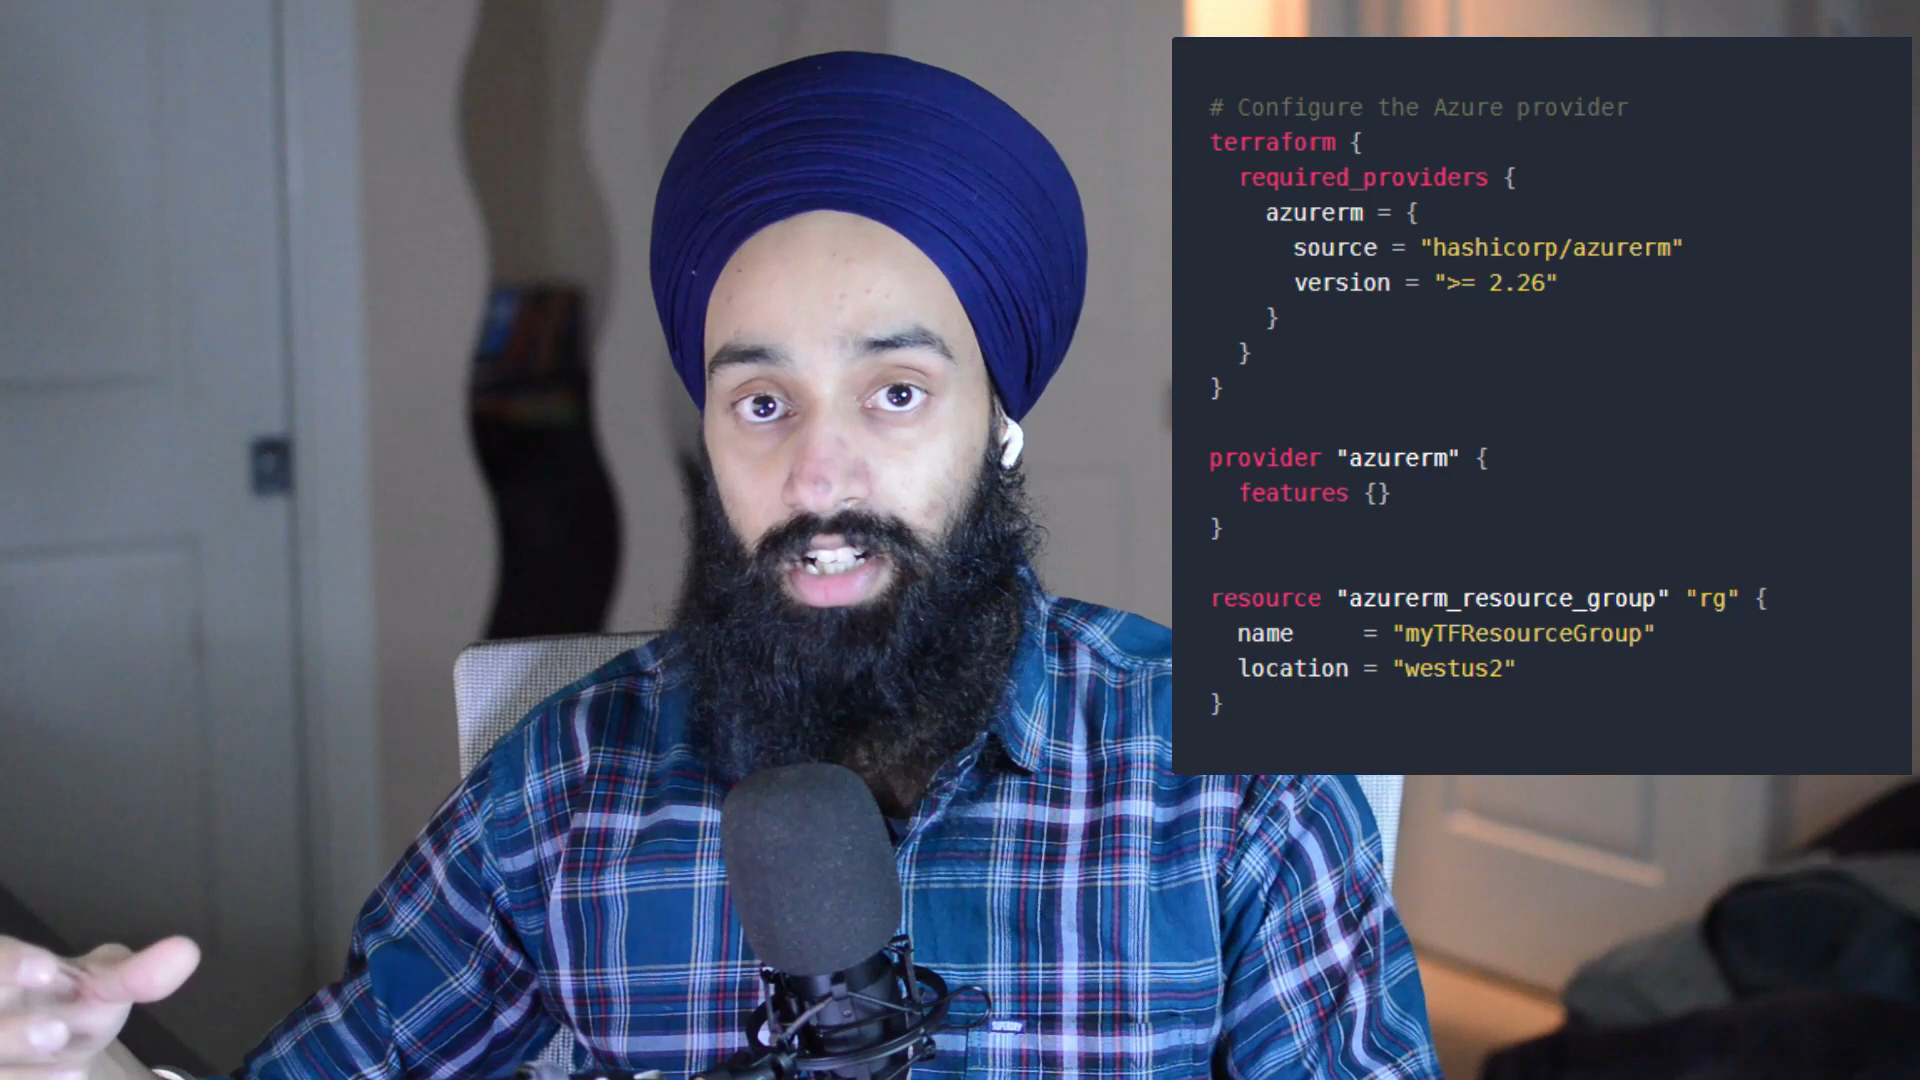 # Configure the Azure provider
terraform {
  required_providers {
    azurerm = {
      source = "hashicorp/azurerm"
      version = ">= 2.26"
    }
  }
}

provider "azurerm" {
  features {}
}

resource "azurerm_resource_group" "rg" {
  name     = "myTFResourceGroup"
  location = "westus2"
}
SUPERDRY